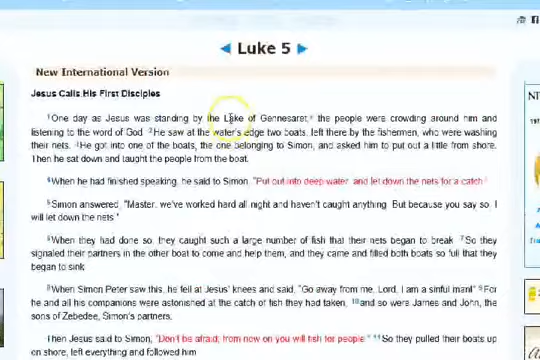 Luke 5
New International Version
Jesus Calls His First Disciples
1One day as Jesus was standing by the Lake of Gennesaret, the people were crowding around him and
listening to the word of God 2He saw at the water's edge two boats, left there by the fishermen, who were washing
their nets. 3He got into one of the boats, the one belonging to Simon, and asked him to put out a little from shore.
Then he sat down and taught the people from the boat.
4When he had finished speaking, he said to Simon, "Put out into deep water, and let down the nets for a catch
5Simon answered, "Master, we've worked hard all night and haven't caught anything. But because you say so, I
will let down the nets."
6When they had done so, they caught such a large number of fish that their nets began to break 7So they
signaled their partners in the other boat to come and help them, and they came and filled both boats so full that they
began to sink
8When Simon Peter saw this, he fell at Jesus' knees and said, "Go away from me, Lord, I am a sinful man!" 9For
he and all his companions were astonished at the catch of fish they had taken, 10and so were James and John, the
sons of Zebedee, Simon's partners.
Then Jesus said to Simon, "Don't be afraid; from now on you will fish for people." 11So they pulled their boats up
on shore, left everything and followed him